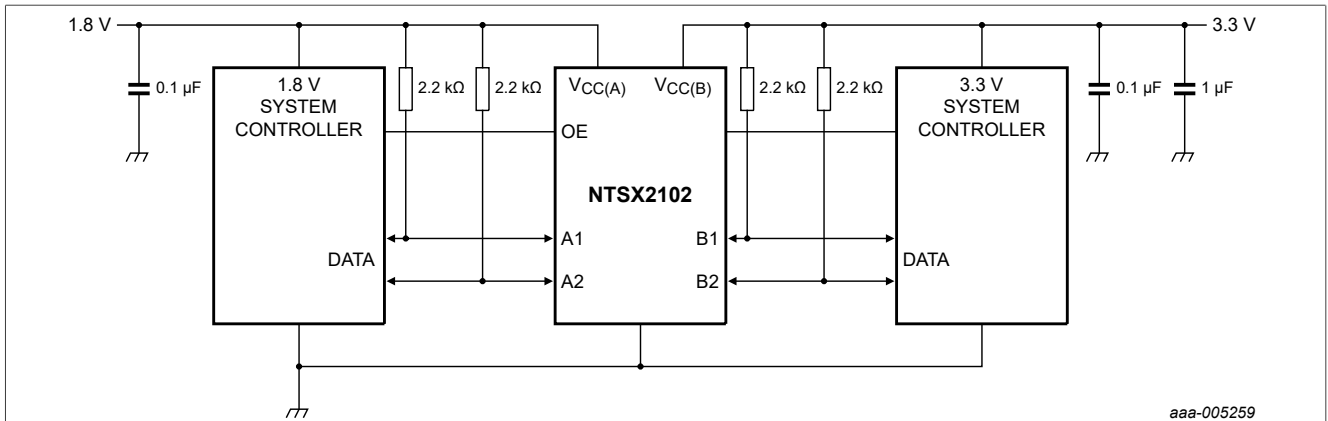 1.8 V
3.3 V
0.1 µF
1.8 V
SYSTEM
CONTROLLER
2.2 kΩ
2.2 kΩ
VCC(A)
VCC(B)
OE
NTSX2102
A1
A2
B1
B2
2.2 kΩ
2.2 kΩ
3.3 V
SYSTEM
CONTROLLER
0.1 µF
1 µF
DATA
DATA
aaa-005259